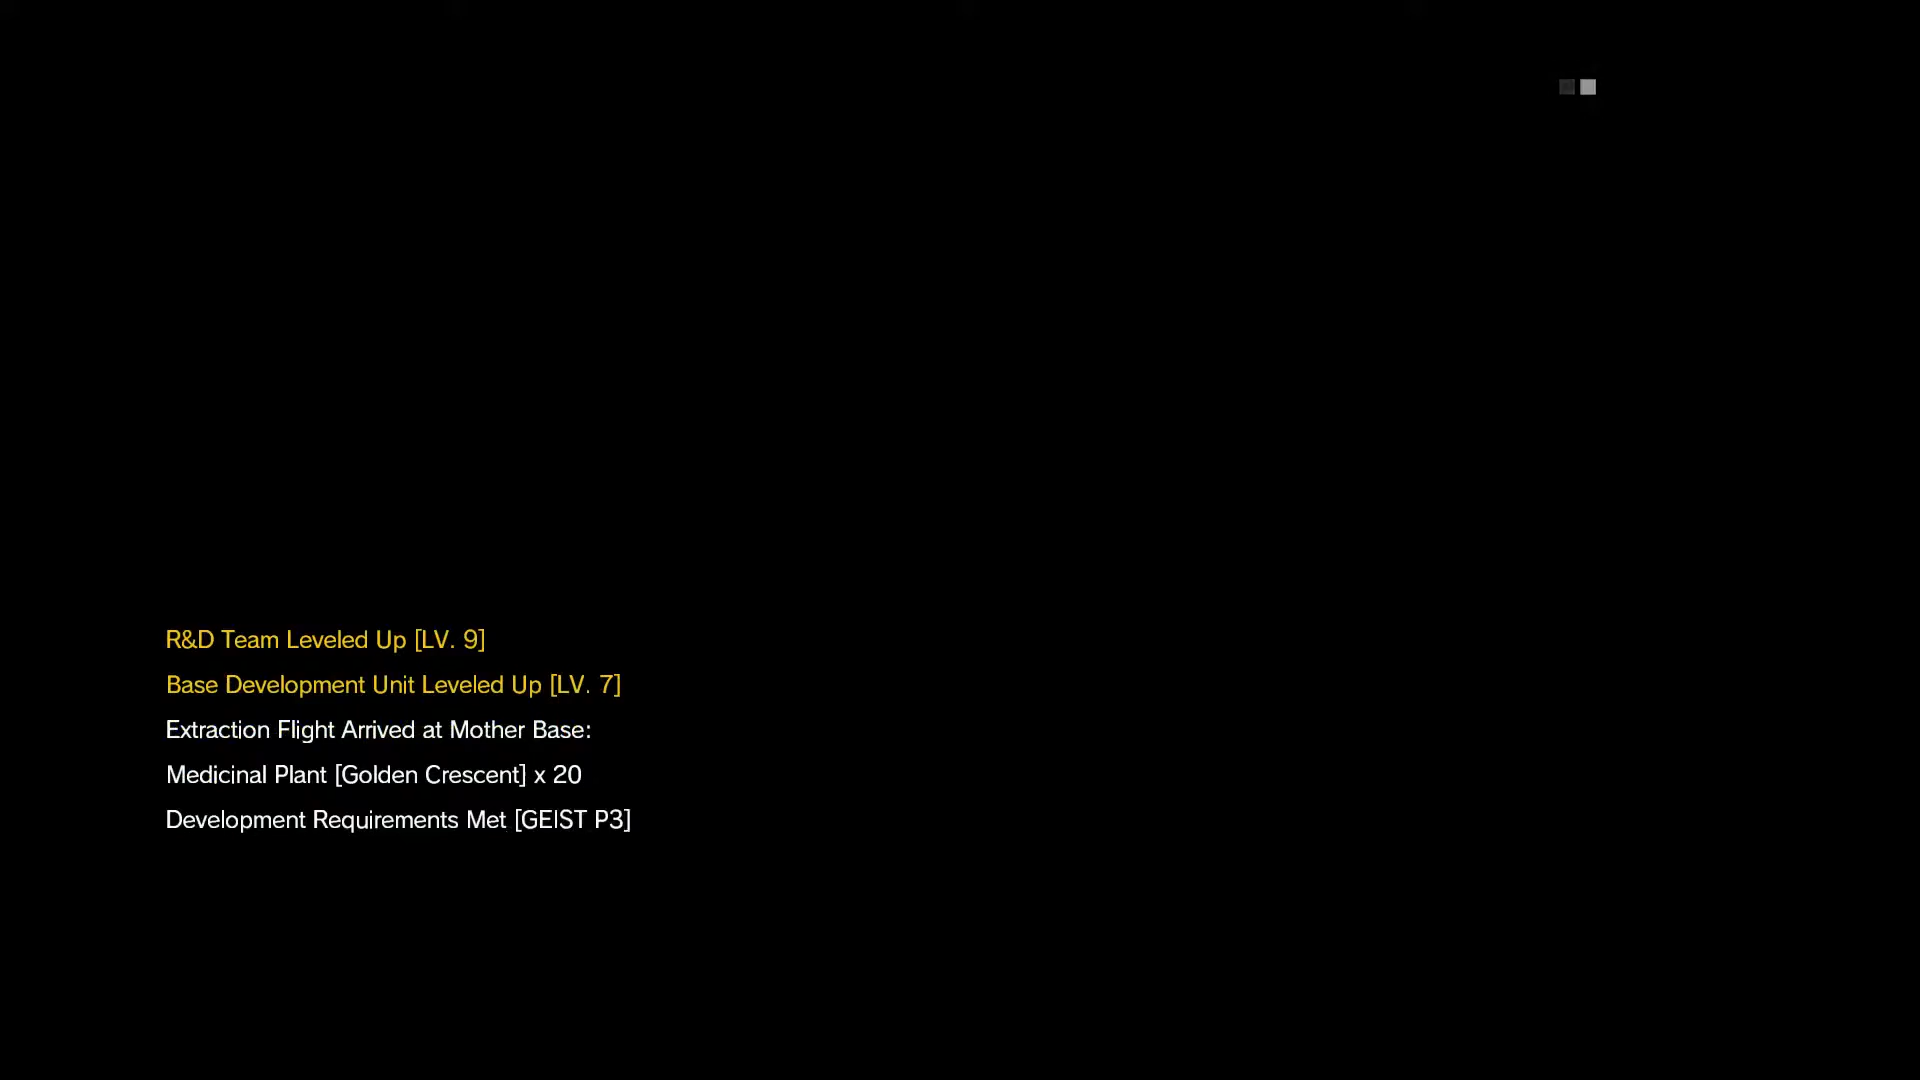 R&D Team Leveled Up [LV. 9]
Base Development Unit Leveled Up [LV. 7]
Extraction Flight Arrived at Mother Base:
Medicinal Plant [Golden Crescent] x 20
Development Requirements Met [GEIST P3]